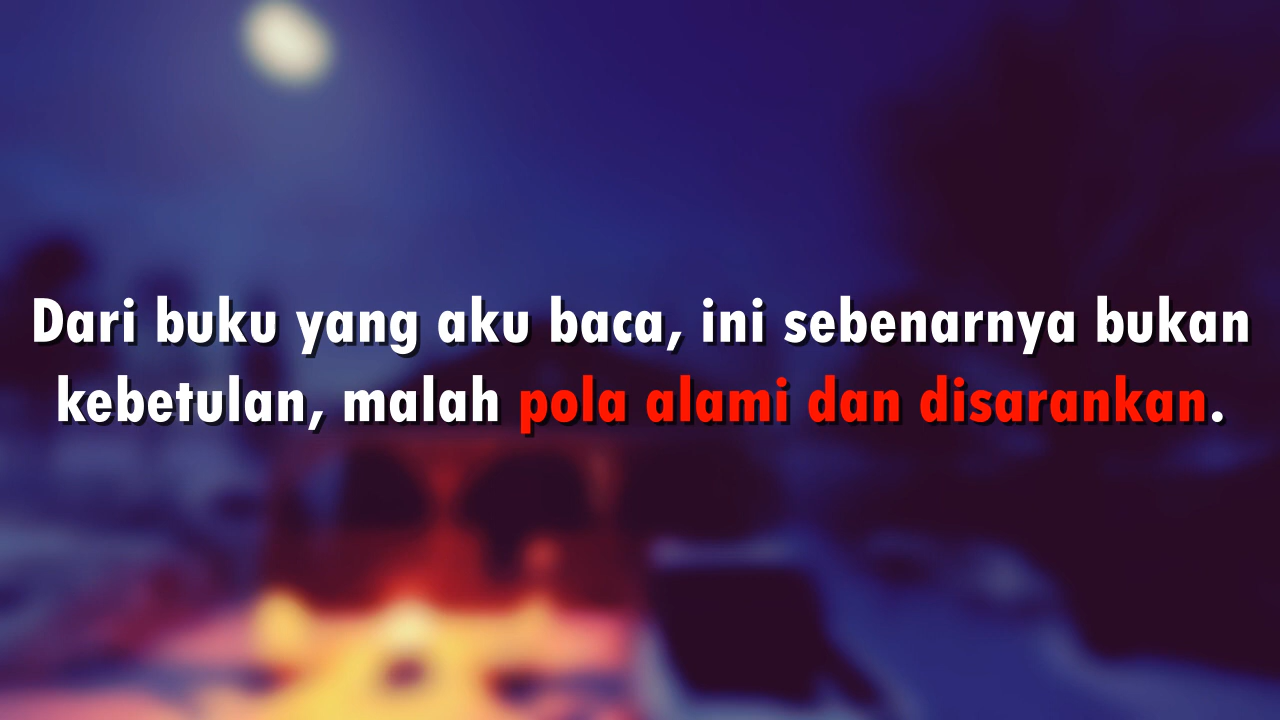 Dari buku yang aku baca, ini sebenarnya bukan
kebetulan, malah pola alami dan disarankan.